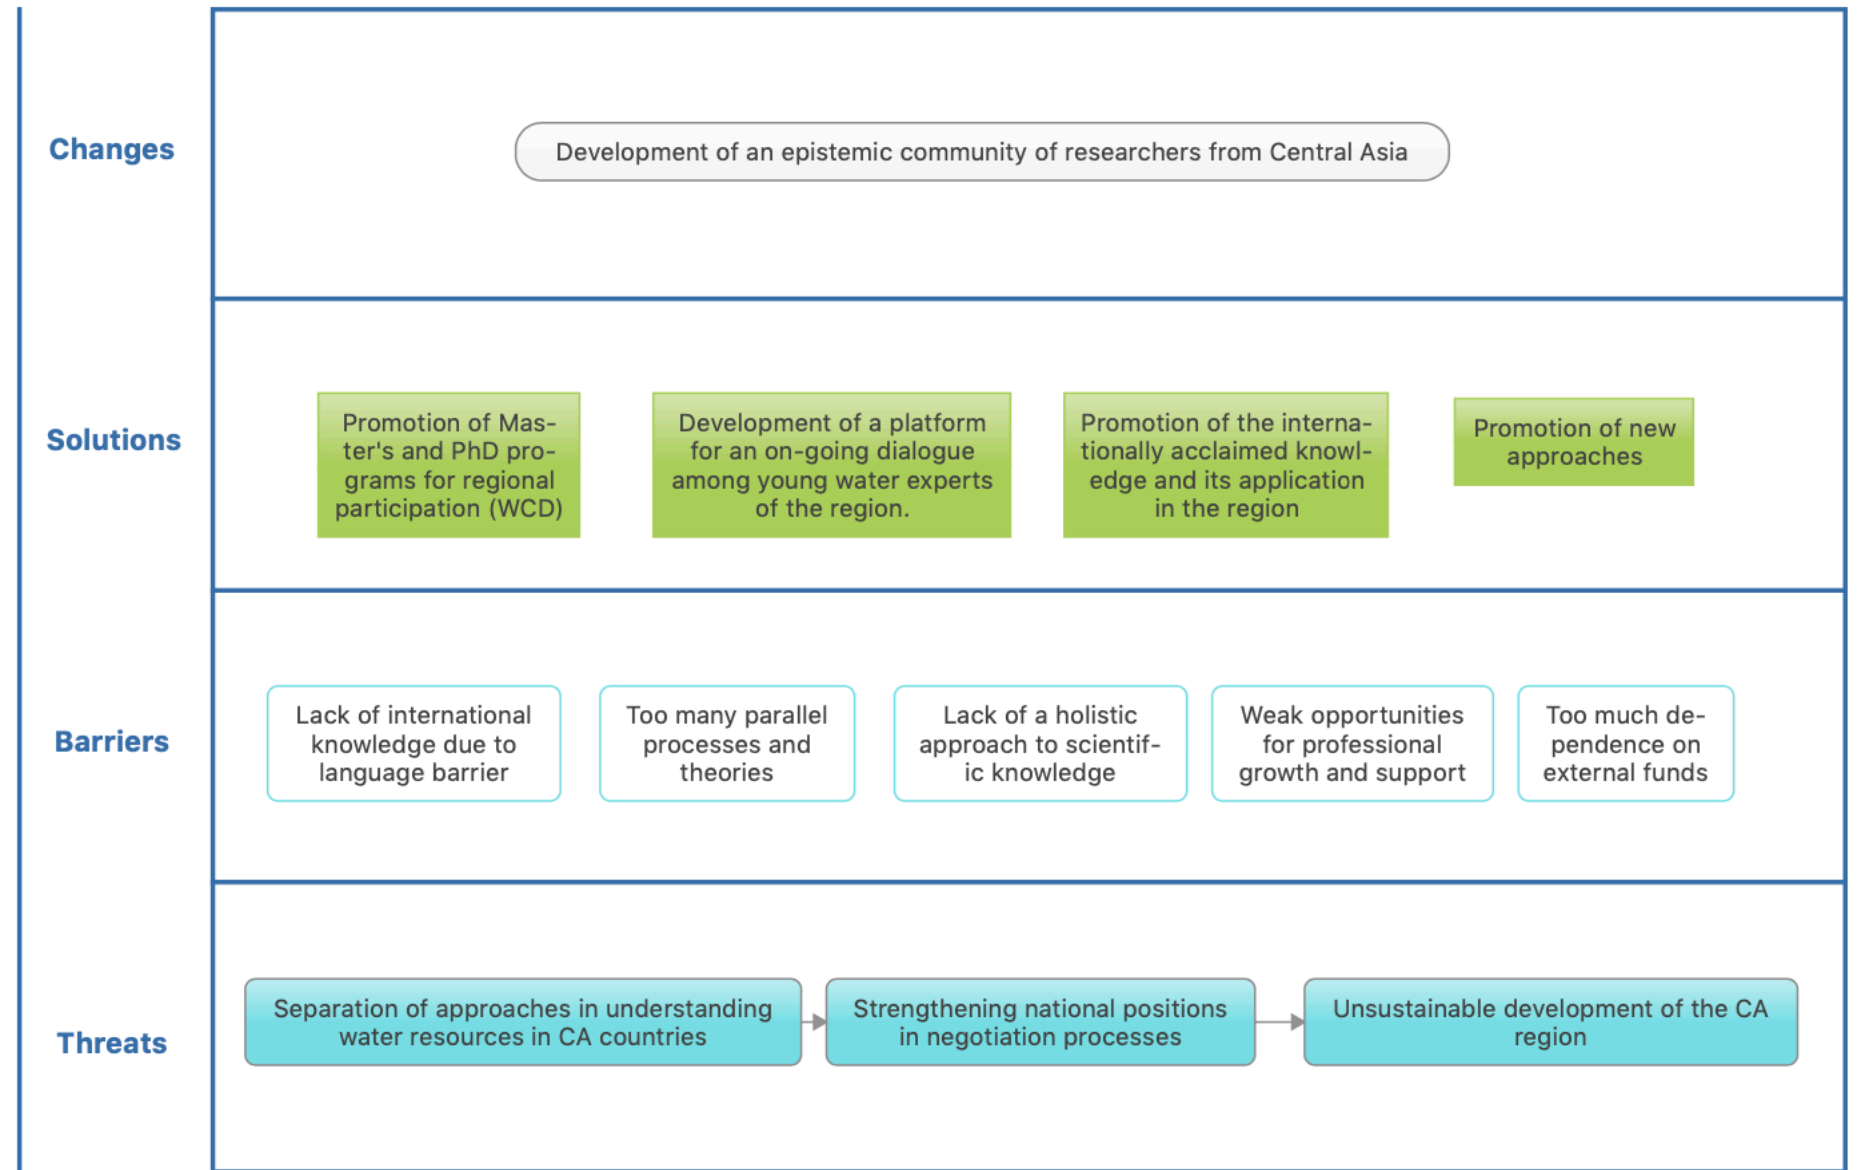 Changes
Development of an epistemic community of researchers from Central Asia
Solutions
Promotion of Mas-
ter's and PhD pro-
grams for regional
participation (WCD)
Development of a platform
for an on-going dialogue
among young water experts
of the region.
Promotion of the interna-
tionally acclaimed knowl-
edge and its application
in the region
Promotion of new
approaches
Barriers
Lack of international
knowledge due to
language barrier
Too many parallel
processes and
theories
Lack of a holistic
approach to scientif-
ic knowledge
Weak opportunities
for professional
growth and support
Too much de-
pendence on
external funds
Threats
Separation of approaches in understanding
water resources in CA countries
Strengthening national positions
in negotiation processes
Unsustainable development of the CA
region